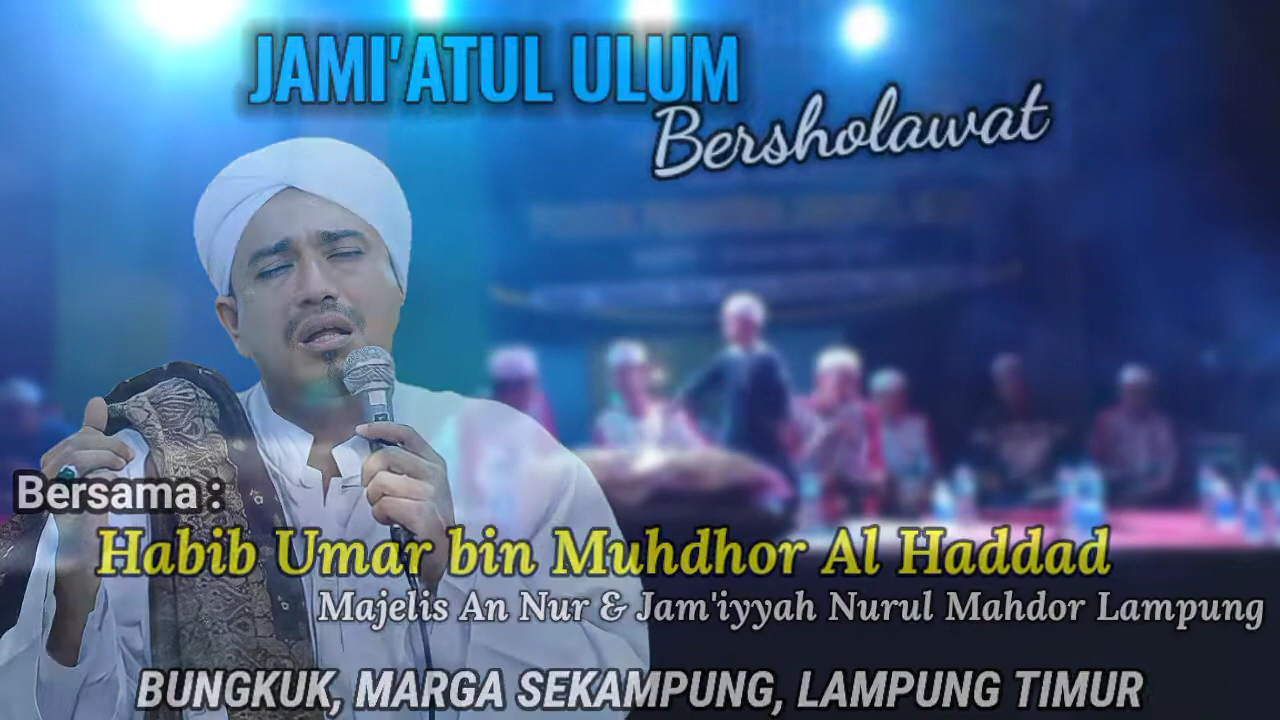 JAMI'ATUL ULUM
Bersholawat
Bersama :
Habib Umar bin Muhdhor Al Haddad
Majelis An Nur & Jam'iyyah Nurul Mahdor Lampung
BUNGKUK, MARGA SEKAMPUNG, LAMPUNG TIMUR